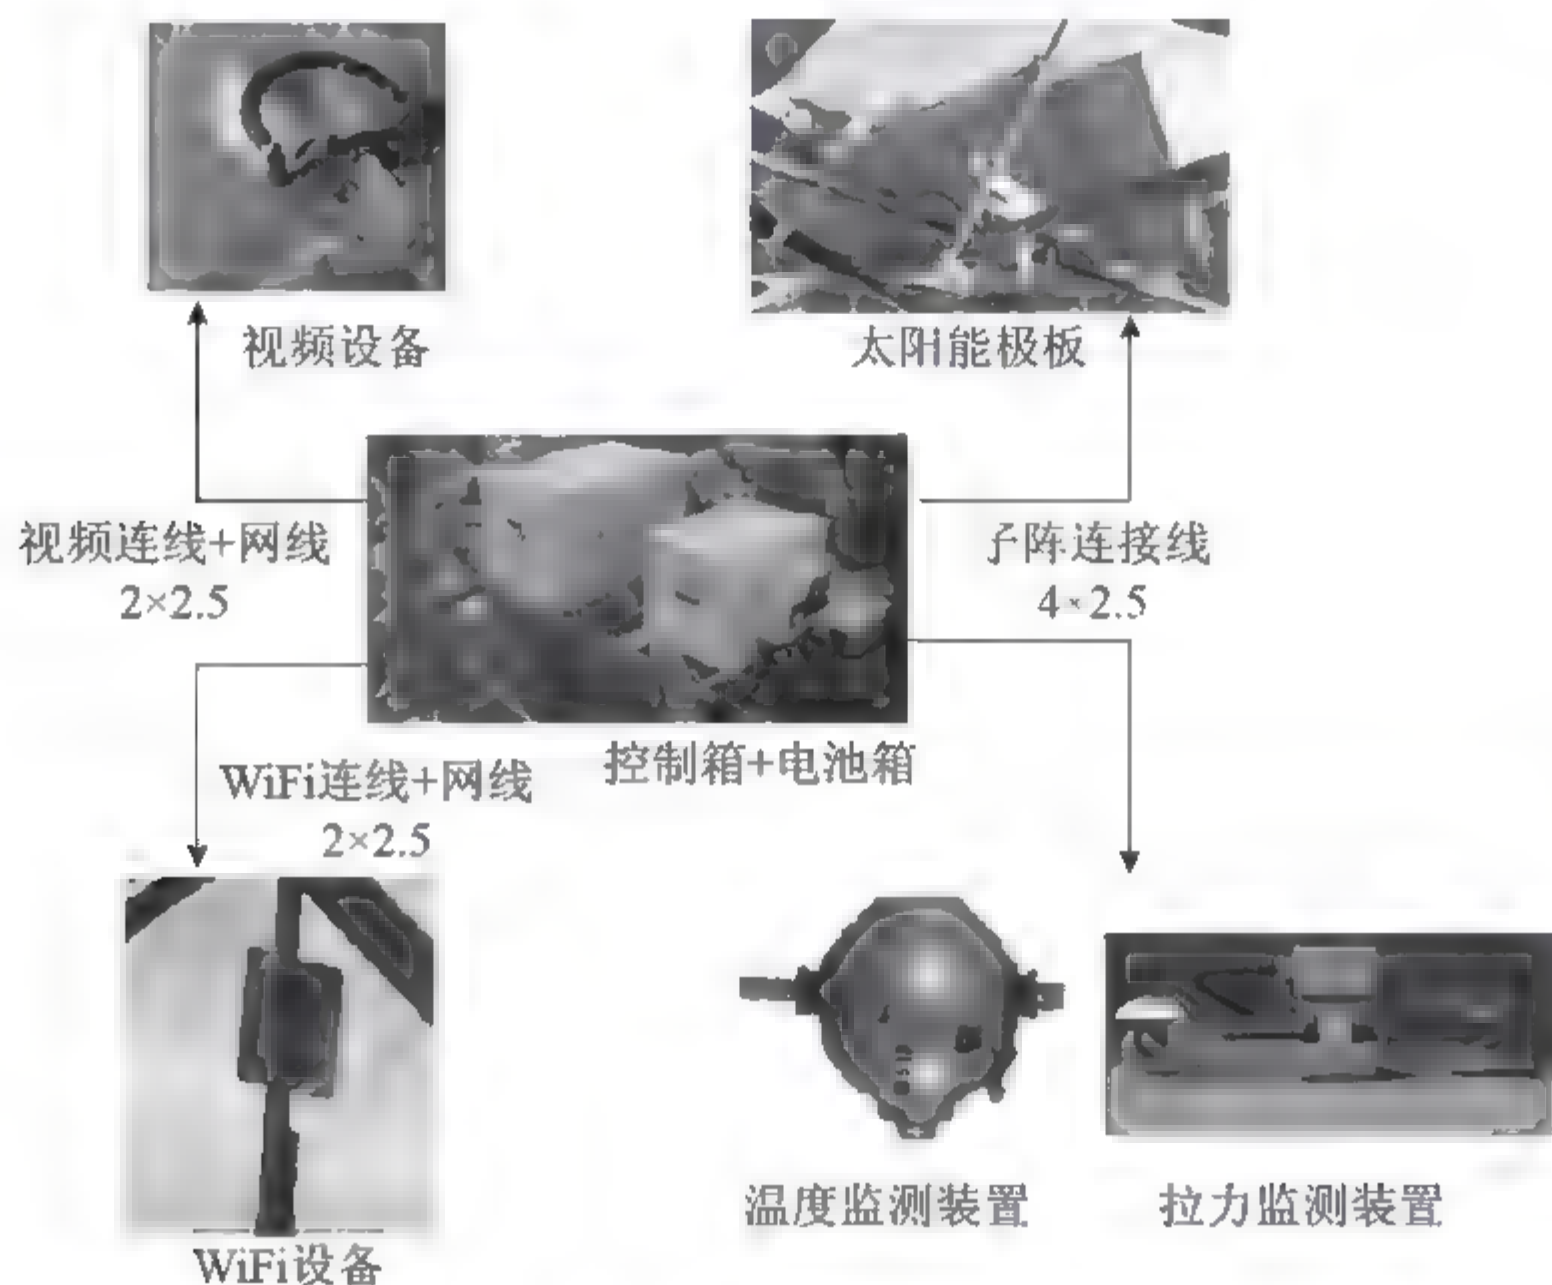 视频设备
太阳能极板
视频连线+网线
2×2.5
子阵连接线
4×2.5
控制箱+电池箱
WiFi连线+网线
2×2.5
温度监测装置
拉力监测装置
WiFi设备